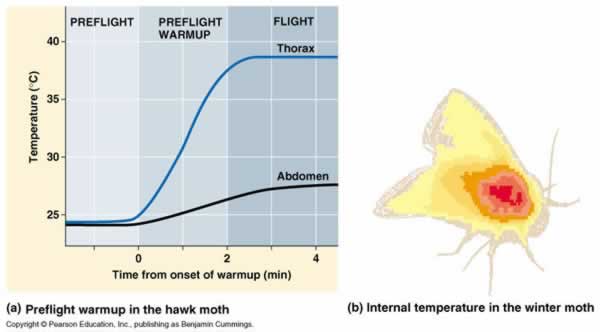 PREFLIGHT
PREFLIGHT
WARMUP
FLIGHT
Thorax
Abdomen
Temperature (°C)
40
35
30
25
0
2
4
Time from onset of warmup (min)
(a) Preflight warmup in the hawk moth
(b) Internal temperature in the winter moth
Copyright © Pearson Education, Inc., publishing as Benjamin Cummings.